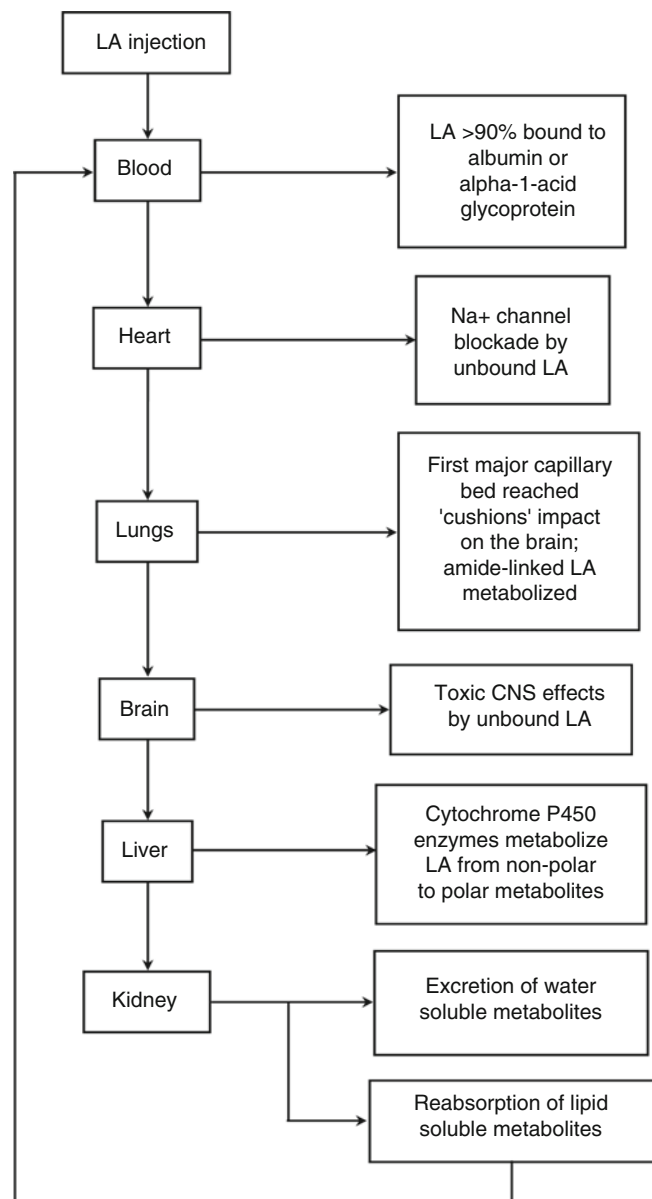 LA injection
Blood
LA >90% bound to
albumin or
alpha-1-acid
glycoprotein
Heart
Na+ channel
blockade by
unbound LA
Lungs
First major capillary
bed reached
'cushions' impact
on the brain;
amide-linked LA
metabolized
Brain
Toxic CNS effects
by unbound LA
Liver
Cytochrome P450
enzymes metabolize
LA from non-polar
to polar metabolites
Kidney
Excretion of water
soluble metabolites
Reabsorption of lipid
soluble metabolites